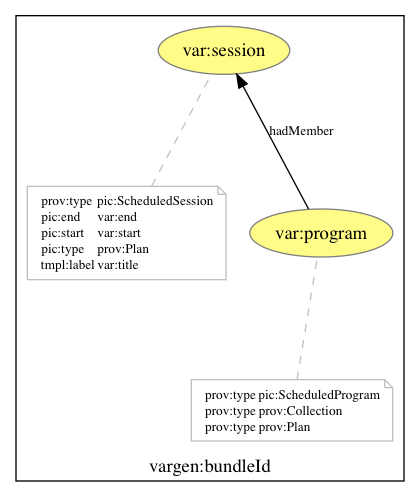 var:session
hadMember
prov:type pic:ScheduledSession
pic:end var:end
pic:start var:start
pic:type prov:Plan
tmpl:label var:title
var:program
prov:type pic:ScheduledProgram
prov:type prov:Collection
prov:type prov:Plan
vargen:bundleId